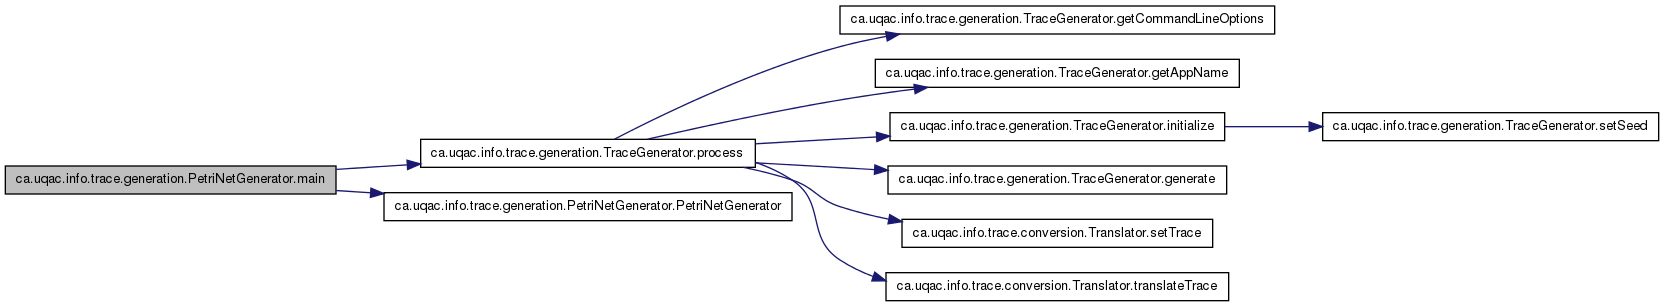 ca.uqac.info.trace.generation.TraceGenerator.getCommandLineOptions
ca.uqac.info.trace.generation.TraceGenerator.getAppName
ca.uqac.info.trace.generation.TraceGenerator.initialize
ca.uqac.info.trace.generation.TraceGenerator.setSeed
ca.uqac.info.trace.generation.TraceGenerator.process
ca.uqac.info.trace.generation.PetriNetGenerator.main
ca.uqac.info.trace.generation.TraceGenerator.generate
ca.uqac.info.trace.generation.PetriNetGenerator.PetriNetGenerator
ca.uqac.info.trace.conversion.Translator.setTrace
ca.uqac.info.trace.conversion.Translator.translateTrace